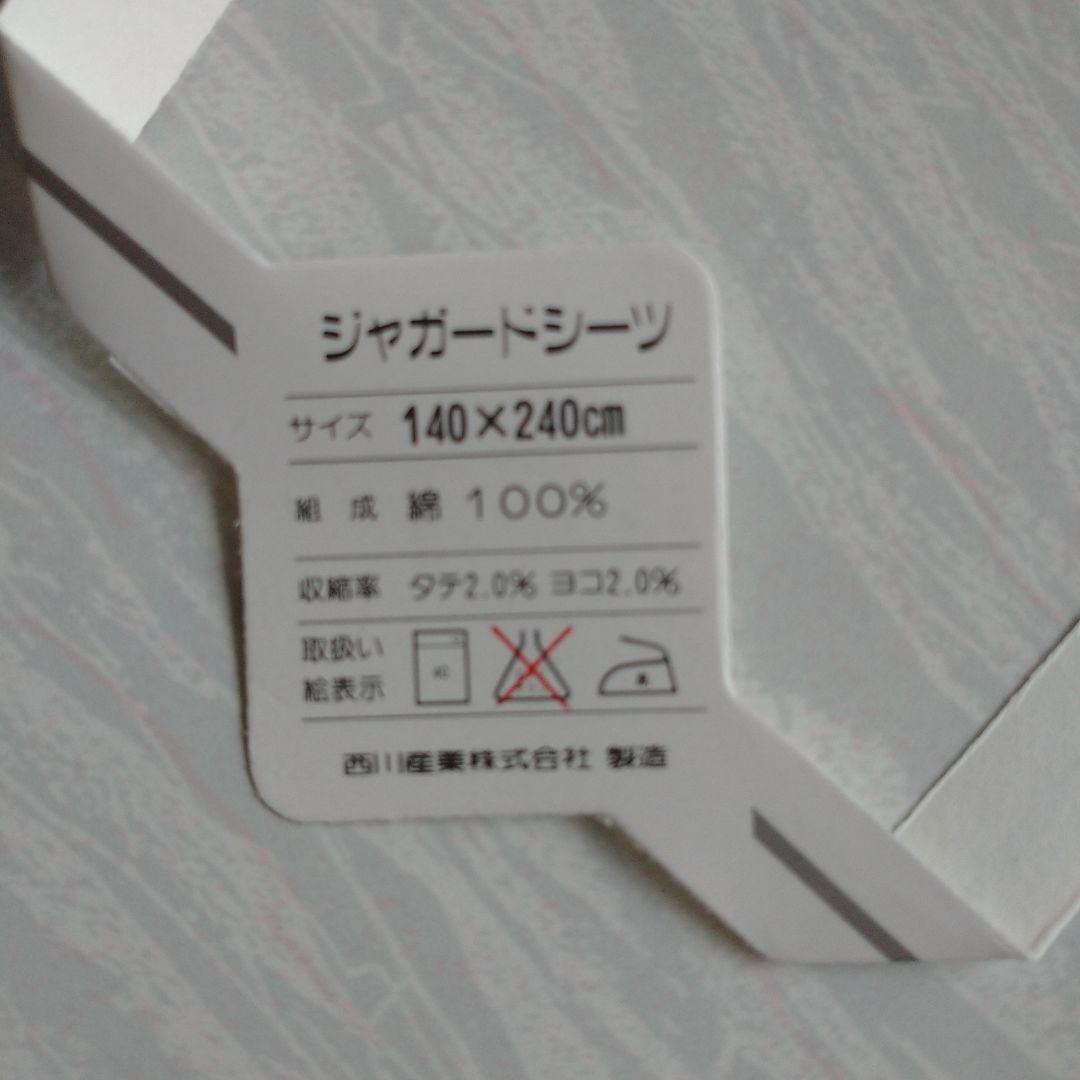 ジャガードシーツ
サイズ 140×240cm
組成 綿 100%
収縮率 タテ2.0% ヨコ2.0%
取扱い
絵表示
西川産業株式会社 製造